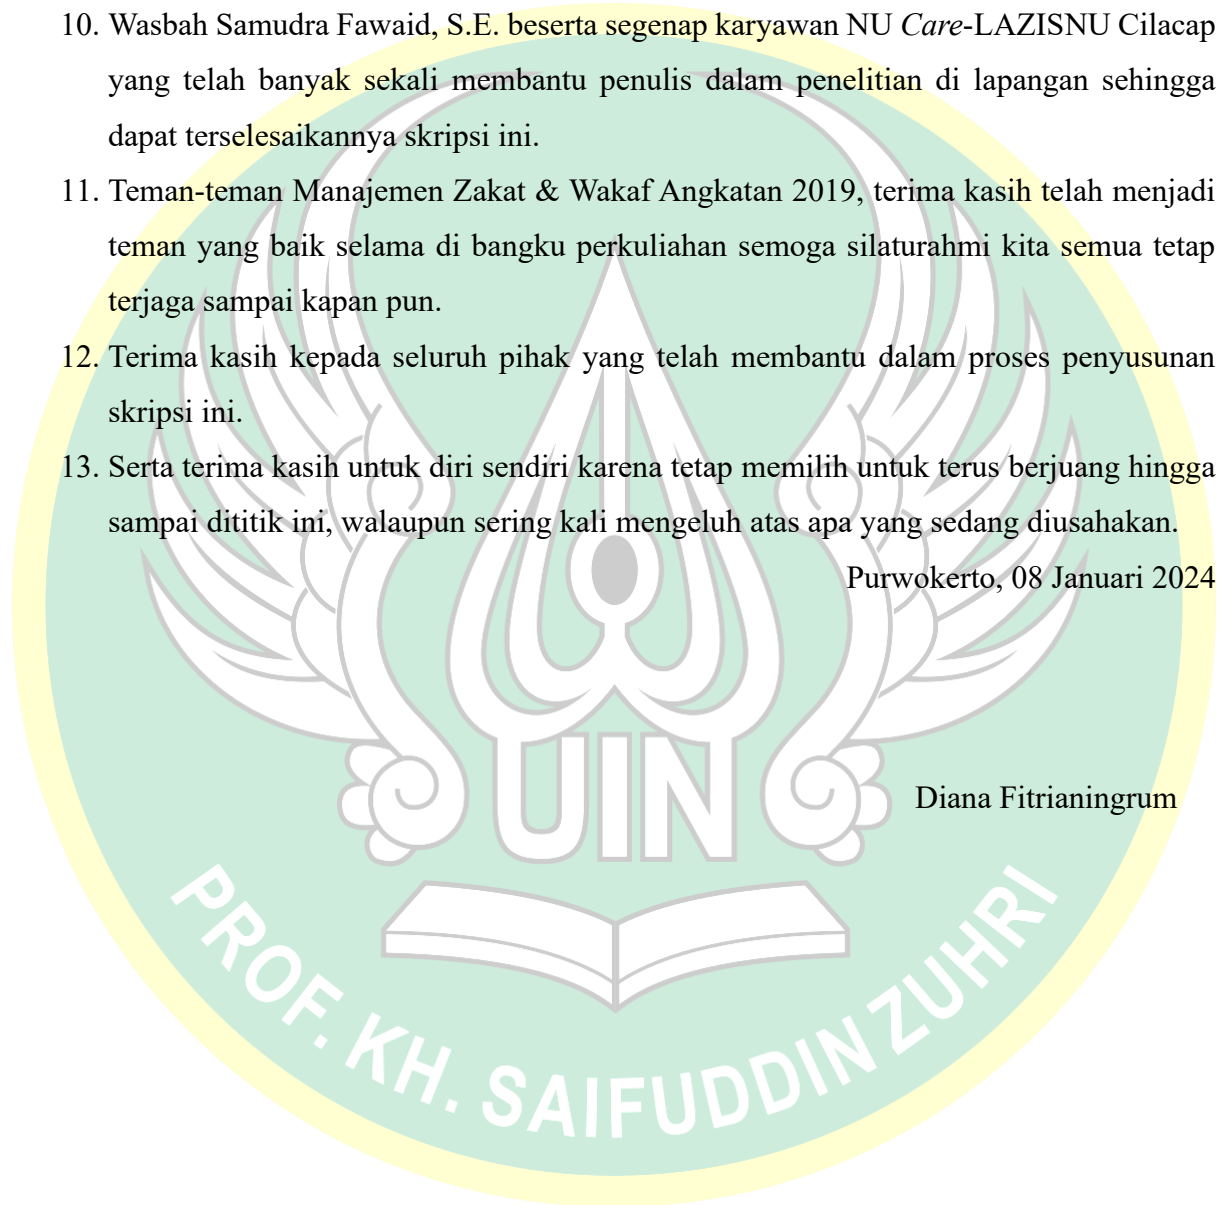 10. Wasbah Samudra Fawaid, S.E. beserta segenap karyawan NU Care-LAZISNU Cilacap
yang telah banyak sekali membantu penulis dalam penelitian di lapangan sehingga
dapat terselesaikannya skripsi ini.
11. Teman-teman Manajemen Zakat & Wakaf Angkatan 2019, terima kasih telah menjadi
teman yang baik selama di bangku perkuliahan semoga silaturahmi kita semua tetap
terjaga sampai kapan pun.
12. Terima kasih kepada seluruh pihak yang telah membantu dalam proses penyusunan
skripsi ini.
13. Serta terima kasih untuk diri sendiri karena tetap memilih untuk terus berjuang hingga
sampai dititik ini, walaupun sering kali mengeluh atas apa yang sedang diusahakan.
Purwokerto, 08 Januari 2024
Diana Fitrianingrum
UIN
PROF. KH. SAIFUDDIN ZUHRI